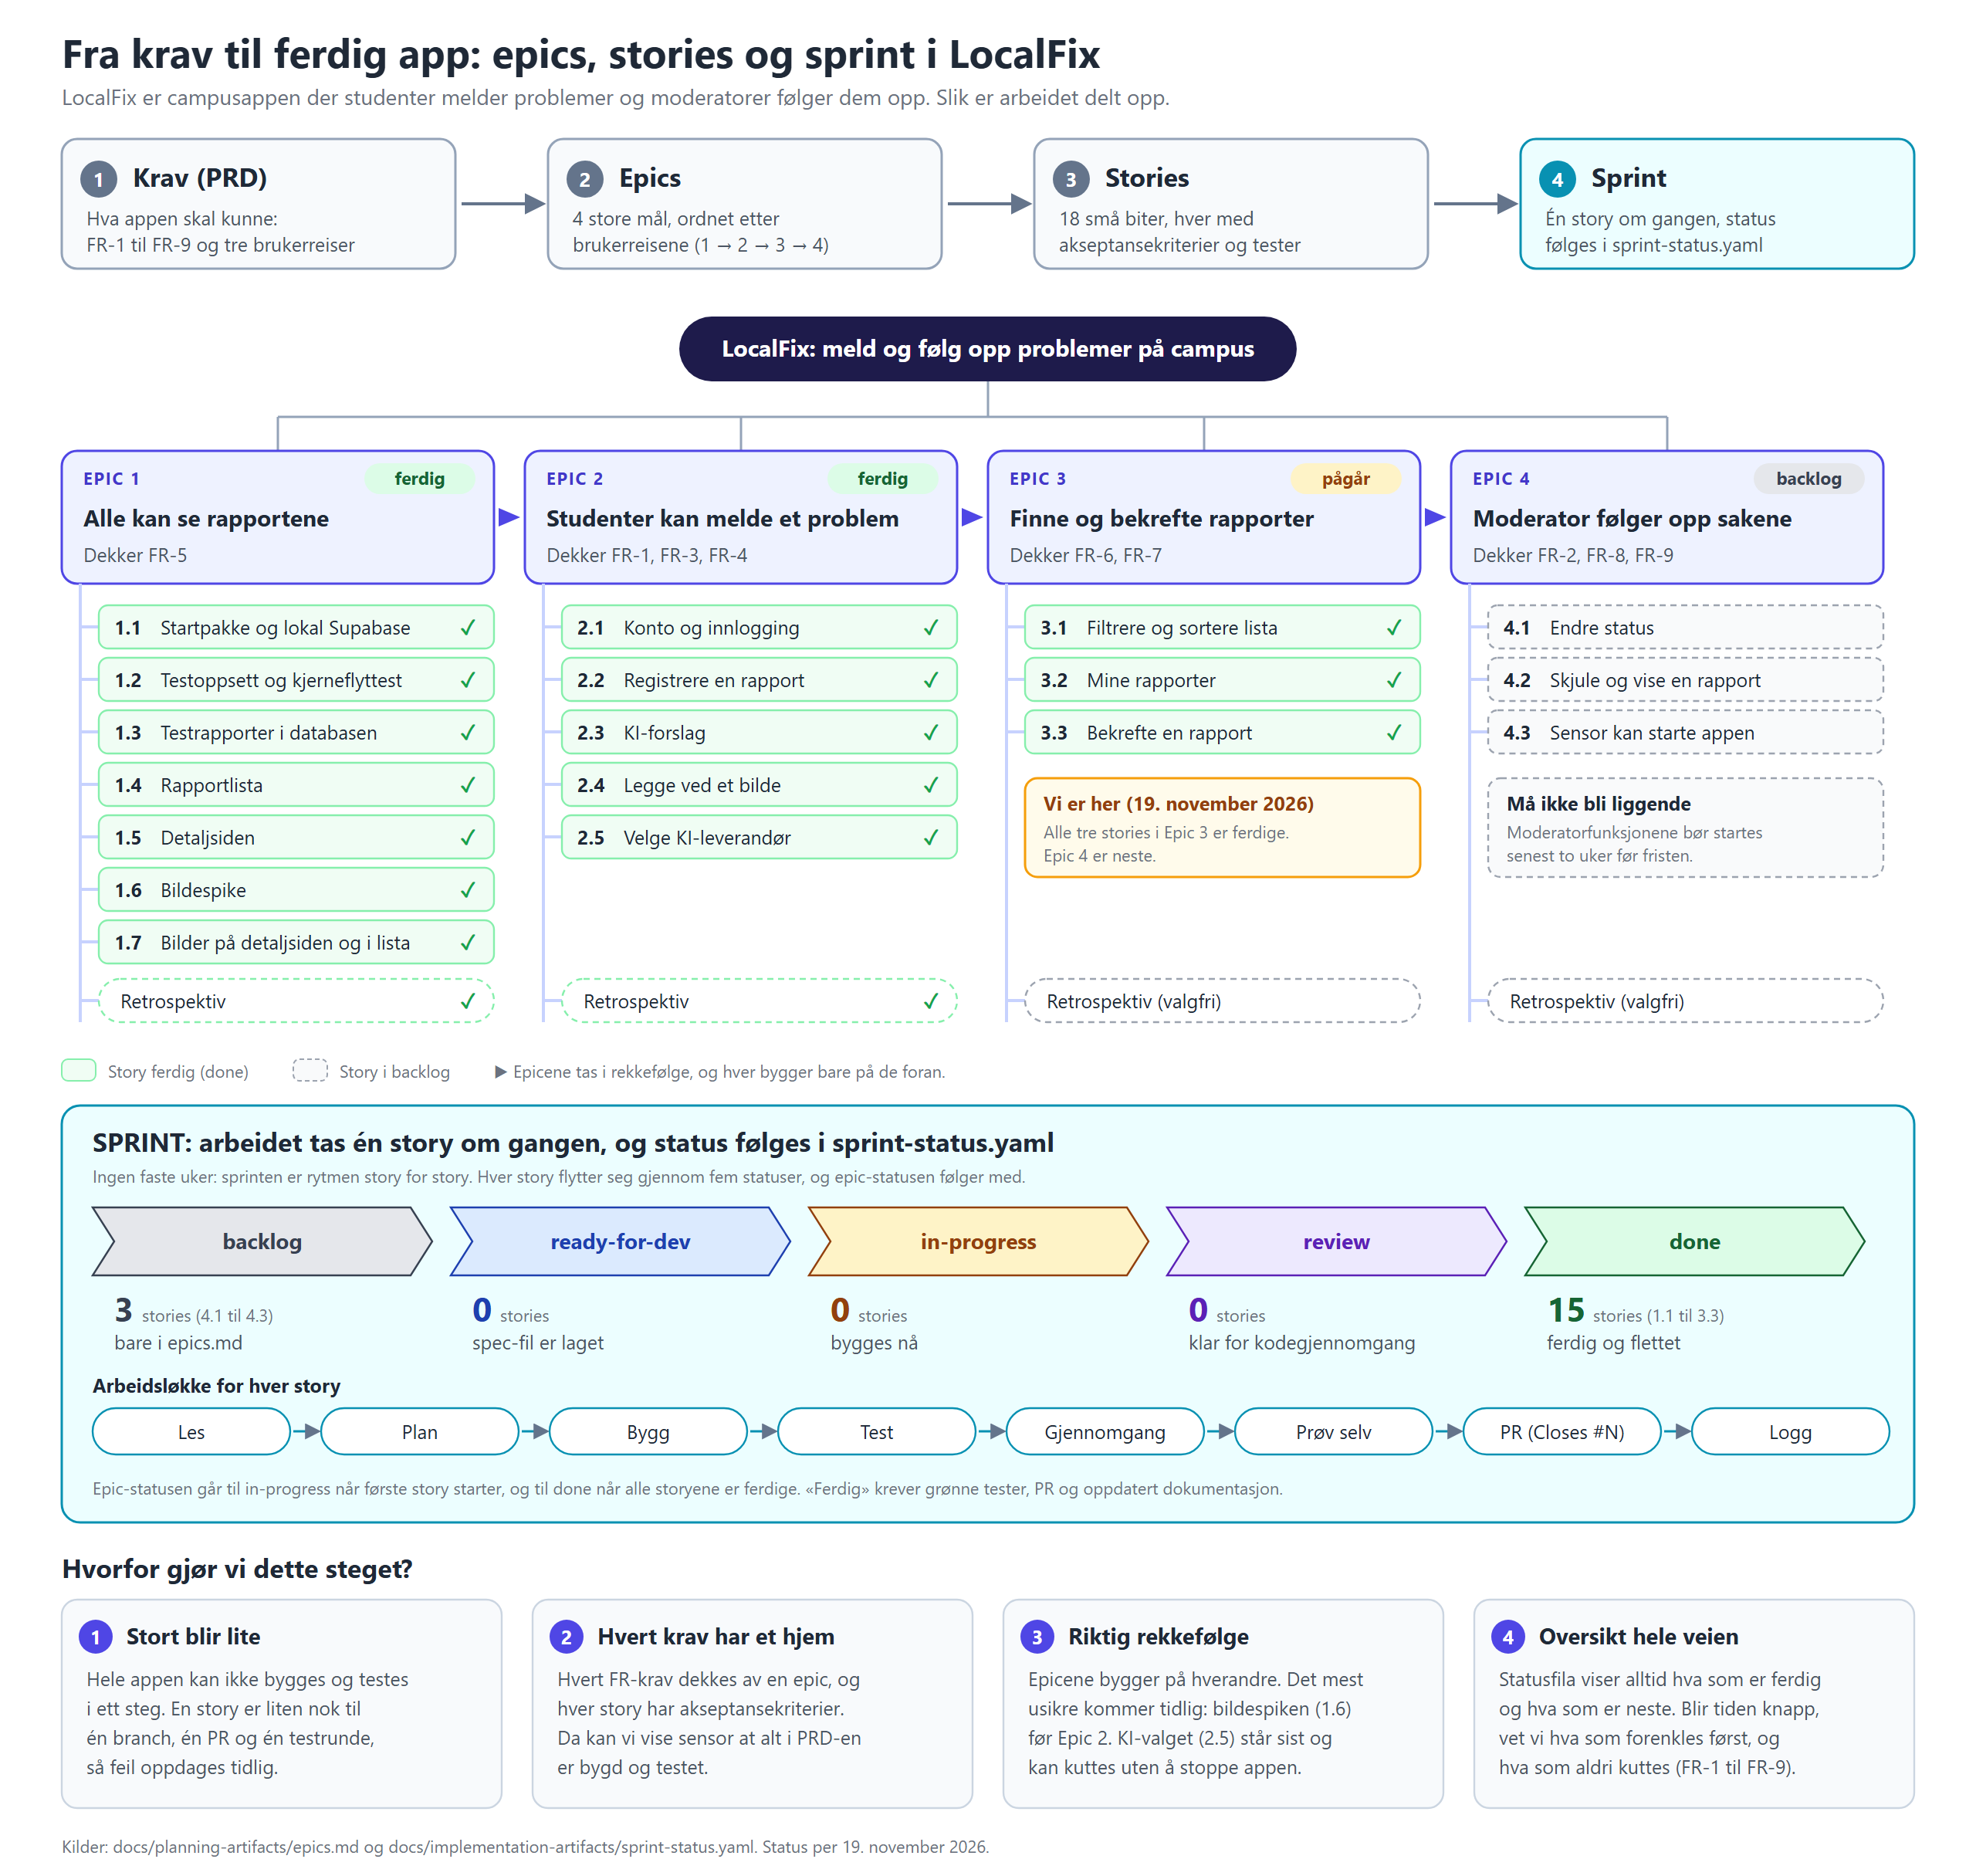 Fra krav til ferdig app: epics, stories og sprint i LocalFix
LocalFix er campusappen der studenter melder problemer og moderatorer følger dem opp. Slik er arbeidet delt opp.
1 Krav (PRD)
Hva appen skal kunne:
FR-1 til FR-9 og tre brukerreiser
2 Epics
4 store mål, ordnet etter
brukerreisene (1 → 2 → 3 → 4)
3 Stories
18 små biter, hver med
akseptansekriterier og tester
4 Sprint
Én story om gangen, status
følges i sprint-status.yaml
LocalFix: meld og følg opp problemer på campus
EPIC 1 ferdig
Alle kan se rapportene
Dekker FR-5
1.1 Startpakke og lokal Supabase ✓
1.2 Testoppsett og kjerneflyttest ✓
1.3 Testrapporter i databasen ✓
1.4 Rapportlista ✓
1.5 Detaljsiden ✓
1.6 Bildespike ✓
1.7 Bilder på detaljsiden og i lista ✓
Retrospektiv ✓
EPIC 2 ferdig
Studenter kan melde et problem
Dekker FR-1, FR-3, FR-4
2.1 Konto og innlogging ✓
2.2 Registrere en rapport ✓
2.3 KI-forslag ✓
2.4 Legge ved et bilde ✓
2.5 Velge KI-leverandør ✓
Retrospektiv ✓
EPIC 3 pågår
Finne og bekrefte rapporter
Dekker FR-6, FR-7
3.1 Filtrere og sortere lista ✓
3.2 Mine rapporter ✓
3.3 Bekrefte en rapport ✓
Vi er her (19. november 2026)
Alle tre stories i Epic 3 er ferdige.
Epic 4 er neste.
Retrospektiv (valgfri)
EPIC 4 backlog
Moderator følger opp sakene
Dekker FR-2, FR-8, FR-9
4.1 Endre status
4.2 Skjule og vise en rapport
4.3 Sensor kan starte appen
Må ikke bli liggende
Moderatorfunksjonene bør startes
senest to uker før fristen.
Retrospektiv (valgfri)
Story ferdig (done)
Story i backlog
▶ Epicene tas i rekkefølge, og hver bygger bare på de foran.
SPRINT: arbeidet tas én story om gangen, og status følges i sprint-status.yaml
Ingen faste uker: sprinten er rytmen story for story. Hver story flytter seg gjennom fem statuser, og epic-statusen følger med.
backlog
3 stories (4.1 til 4.3)
bare i epics.md
ready-for-dev
0 stories
spec-fil er laget
in-progress
0 stories
bygges nå
review
0 stories
klar for kodegjennomgang
done
15 stories (1.1 til 3.3)
ferdig og flettet
Arbeidsløkke for hver story
Les
Plan
Bygg
Test
Gjennomgang
Prøv selv
PR (Closes #N)
Logg
Epic-statusen går til in-progress når første story starter, og til done når alle storyene er ferdige. «Ferdig» krever grønne tester, PR og oppdatert dokumentasjon.
Hvorfor gjør vi dette steget?
1 Stort blir lite
Hele appen kan ikke bygges og testes
i ett steg. En story er liten nok til
én branch, én PR og én testrunde,
så feil oppdages tidlig.
2 Hvert krav har et hjem
Hvert FR-krav dekkes av en epic, og
hver story har akseptansekriterier.
Da kan vi vise sensor at alt i PRD-en
er bygd og testet.
3 Riktig rekkefølge
Epicene bygger på hverandre. Det mest
usikre kommer tidlig: bildespiken (1.6)
før Epic 2. KI-valget (2.5) står sist og
kan kuttes uten å stoppe appen.
4 Oversikt hele veien
Statusfila viser alltid hva som er ferdig
og hva som er neste. Blir tiden knapp,
vet vi hva som forenkles først, og
hva som aldri kuttes (FR-1 til FR-9).
Kilder: docs/planning-artifacts/epics.md og docs/implementation-artifacts/sprint-status.yaml. Status per 19. november 2026.